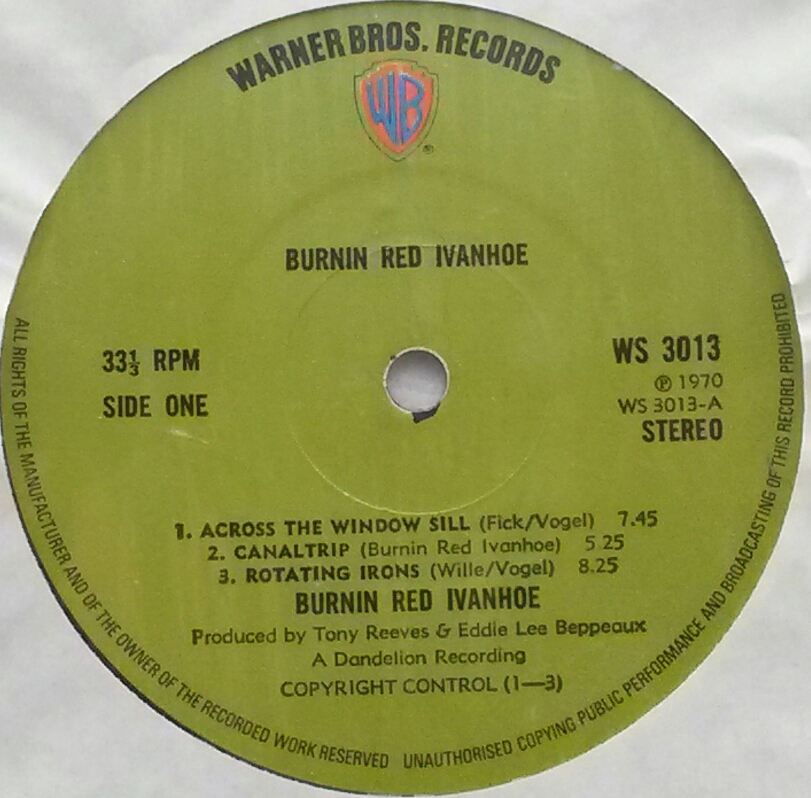 WARNER BROS. RECORDS
WB
®
BURNIN RED IVANHOE
33⅓ RPM
SIDE ONE
WS 3013
℗ 1970
WS 3013-A
STEREO
1. ACROSS THE WINDOW SILL (Fick/Vogel) 7.45
2. CANALTRIP (Burnin Red Ivanhoe) 5 25
3. ROTATING IRONS (Wille/Vogel) 8.25
BURNIN RED IVANHOE
Produced by Tony Reeves & Eddie Lee Beppeaux
A Dandelion Recording
COPYRIGHT CONTROL (1—3)
ALL RIGHTS OF THE MANUFACTURER AND OF THE OWNER OF THE RECORDED WORK RESERVED UNAUTHORISED COPYING PUBLIC PERFORMANCE AND BROADCASTING OF THIS RECORD PROHIBITED